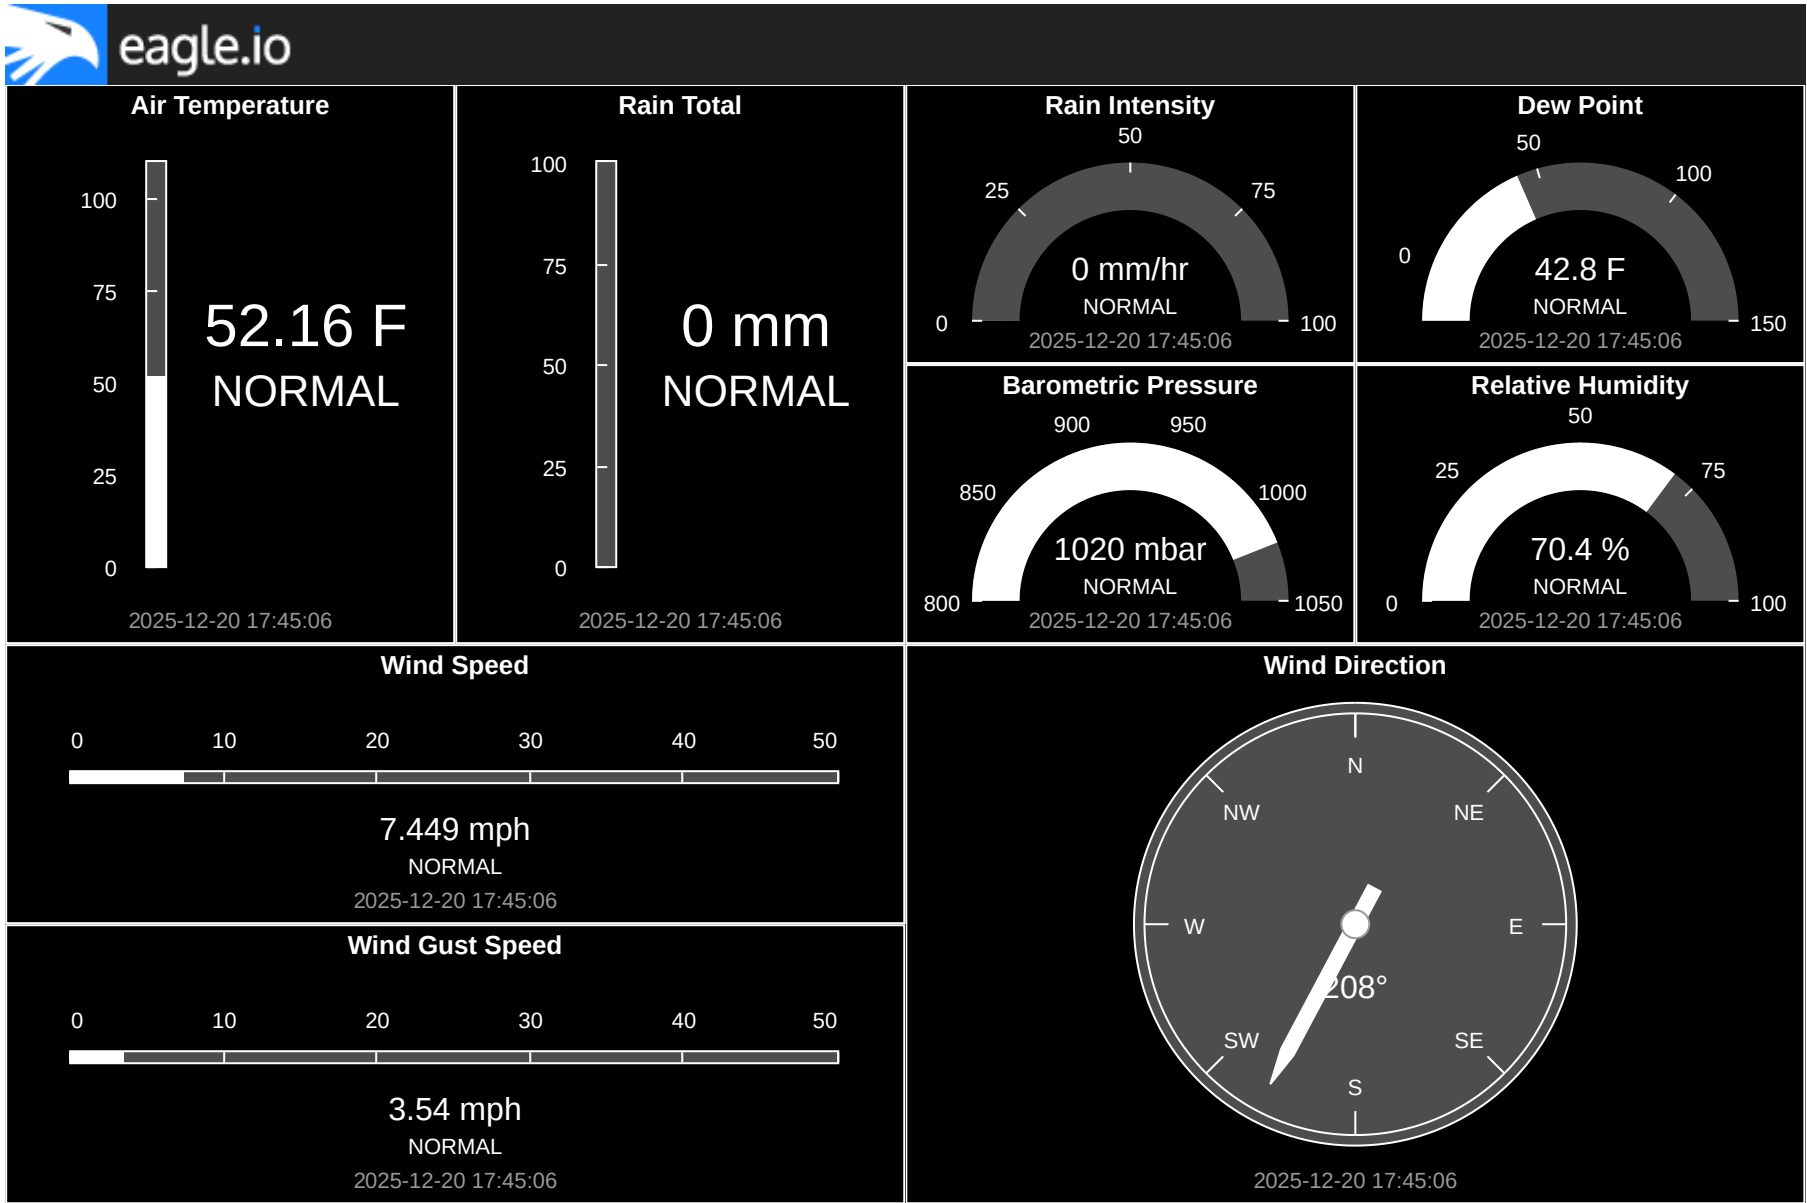 eagle.io
Air Temperature
100
75
50
25
0
52.16 F
NORMAL
2025-12-20 17:45:06
Rain Total
100
75
50
25
0
0 mm
NORMAL
2025-12-20 17:45:06
Rain Intensity
0
25
50
75
100
0 mm/hr
NORMAL
2025-12-20 17:45:06
Dew Point
0
50
100
150
42.8 F
NORMAL
2025-12-20 17:45:06
Barometric Pressure
800
850
900
950
1000
1050
1020 mbar
NORMAL
2025-12-20 17:45:06
Relative Humidity
0
25
50
75
100
70.4 %
NORMAL
2025-12-20 17:45:06
Wind Speed
0 10 20 30 40 50
7.449 mph
NORMAL
2025-12-20 17:45:06
Wind Gust Speed
0 10 20 30 40 50
3.54 mph
NORMAL
2025-12-20 17:45:06
Wind Direction
N
NW NE
W E
208°
SW SE
S
2025-12-20 17:45:06